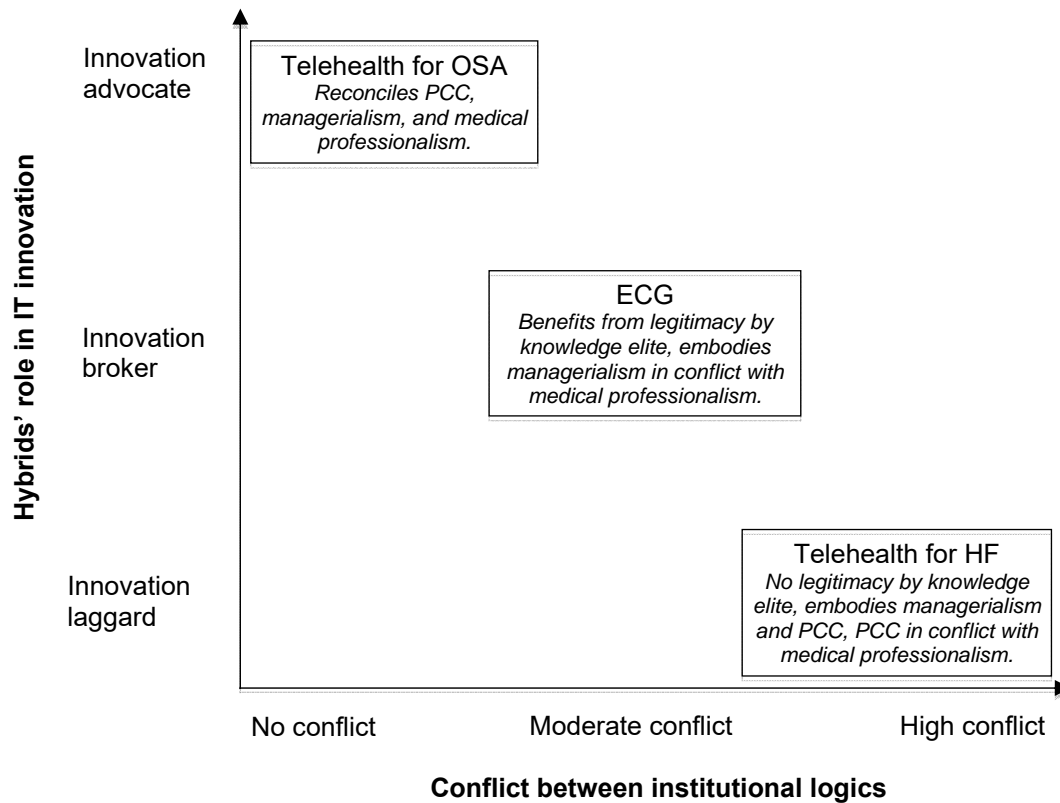 Hybrids' role in IT innovation
Innovation
advocate
Telehealth for OSA
Reconciles PCC,
managerialism, and medical
professionalism.
Innovation
broker
ECG
Benefits from legitimacy by
knowledge elite, embodies
managerialism in conflict with
medical professionalism.
Innovation
laggard
Telehealth for HF
No legitimacy by knowledge
elite, embodies managerialism
and PCC, PCC in conflict with
medical professionalism.
No conflict
Moderate conflict
High conflict
Conflict between institutional logics